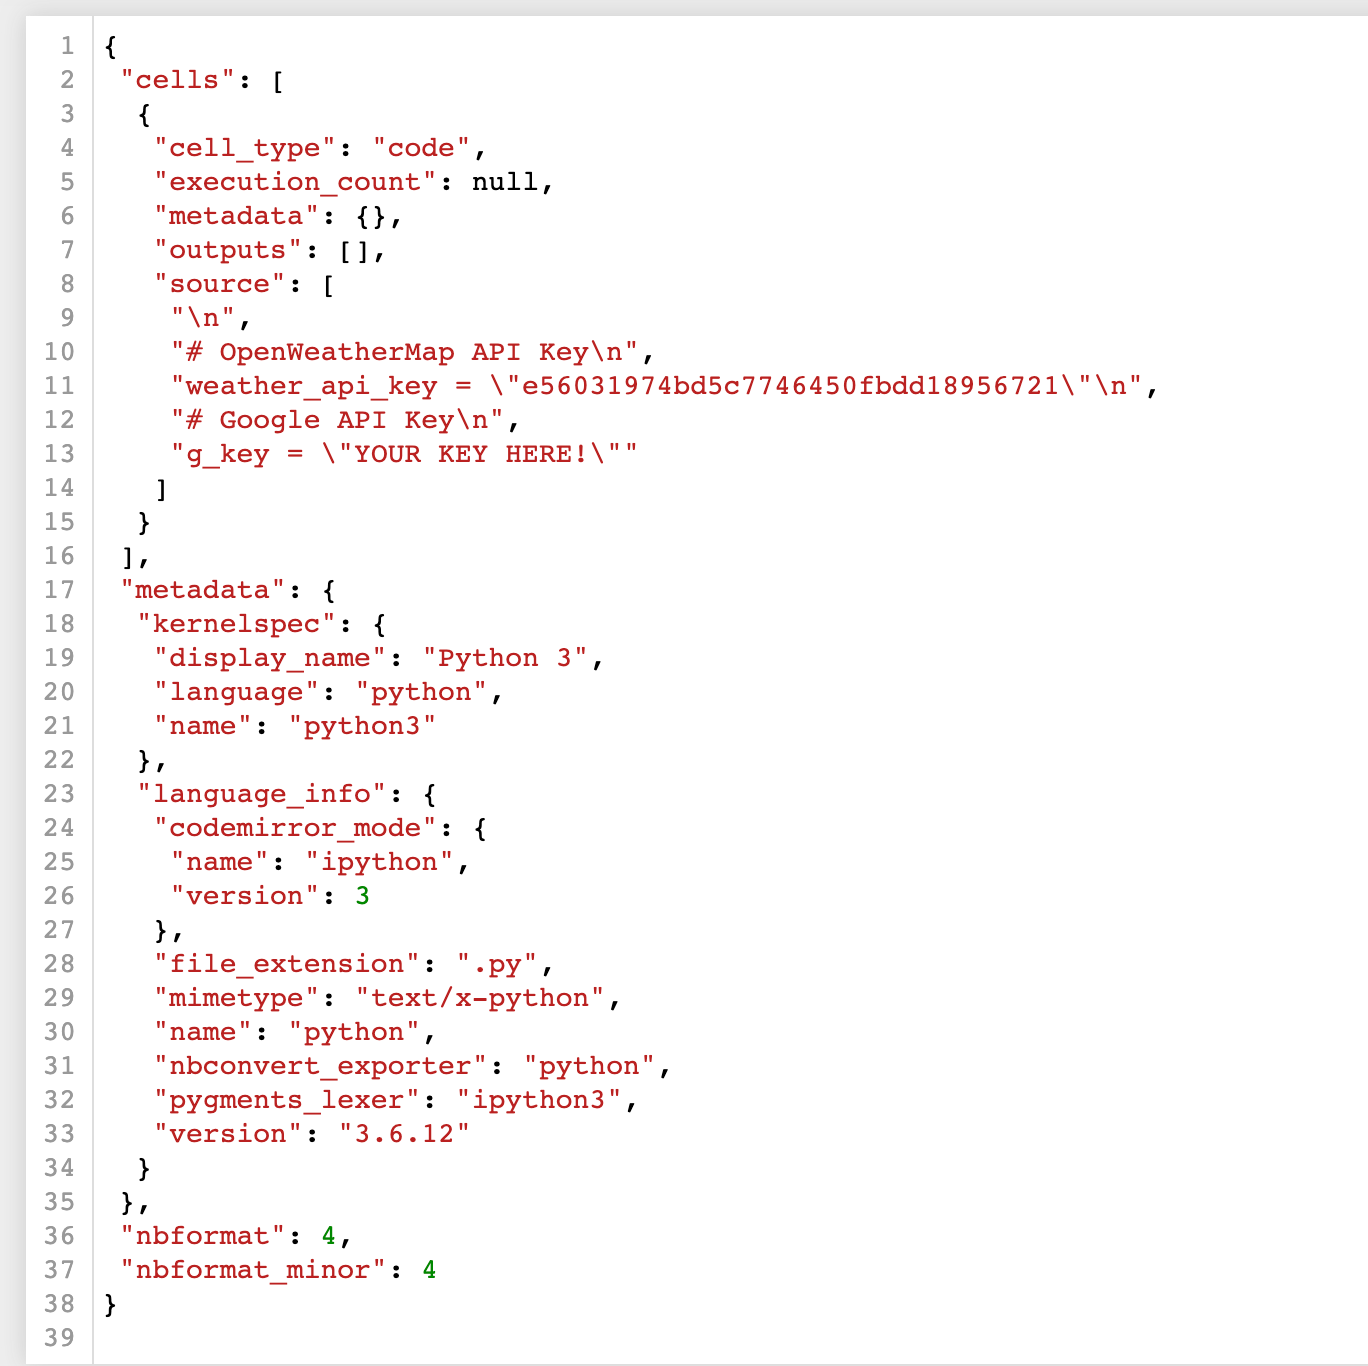 1 {
2  "cells": [
3   {
4    "cell_type": "code",
5    "execution_count": null,
6    "metadata": {},
7    "outputs": [],
8    "source": [
9     "\n",
10     "# OpenWeatherMap API Key\n",
11     "weather_api_key = \"e56031974bd5c7746450fbdd18956721\"\n",
12     "# Google API Key\n",
13     "g_key = \"YOUR KEY HERE!\""
14    ]
15   }
16  ],
17  "metadata": {
18   "kernelspec": {
19    "display_name": "Python 3",
20    "language": "python",
21    "name": "python3"
22   },
23   "language_info": {
24    "codemirror_mode": {
25     "name": "ipython",
26     "version": 3
27    },
28    "file_extension": ".py",
29    "mimetype": "text/x-python",
30    "name": "python",
31    "nbconvert_exporter": "python",
32    "pygments_lexer": "ipython3",
33    "version": "3.6.12"
34   }
35  },
36  "nbformat": 4,
37  "nbformat_minor": 4
38 }
39